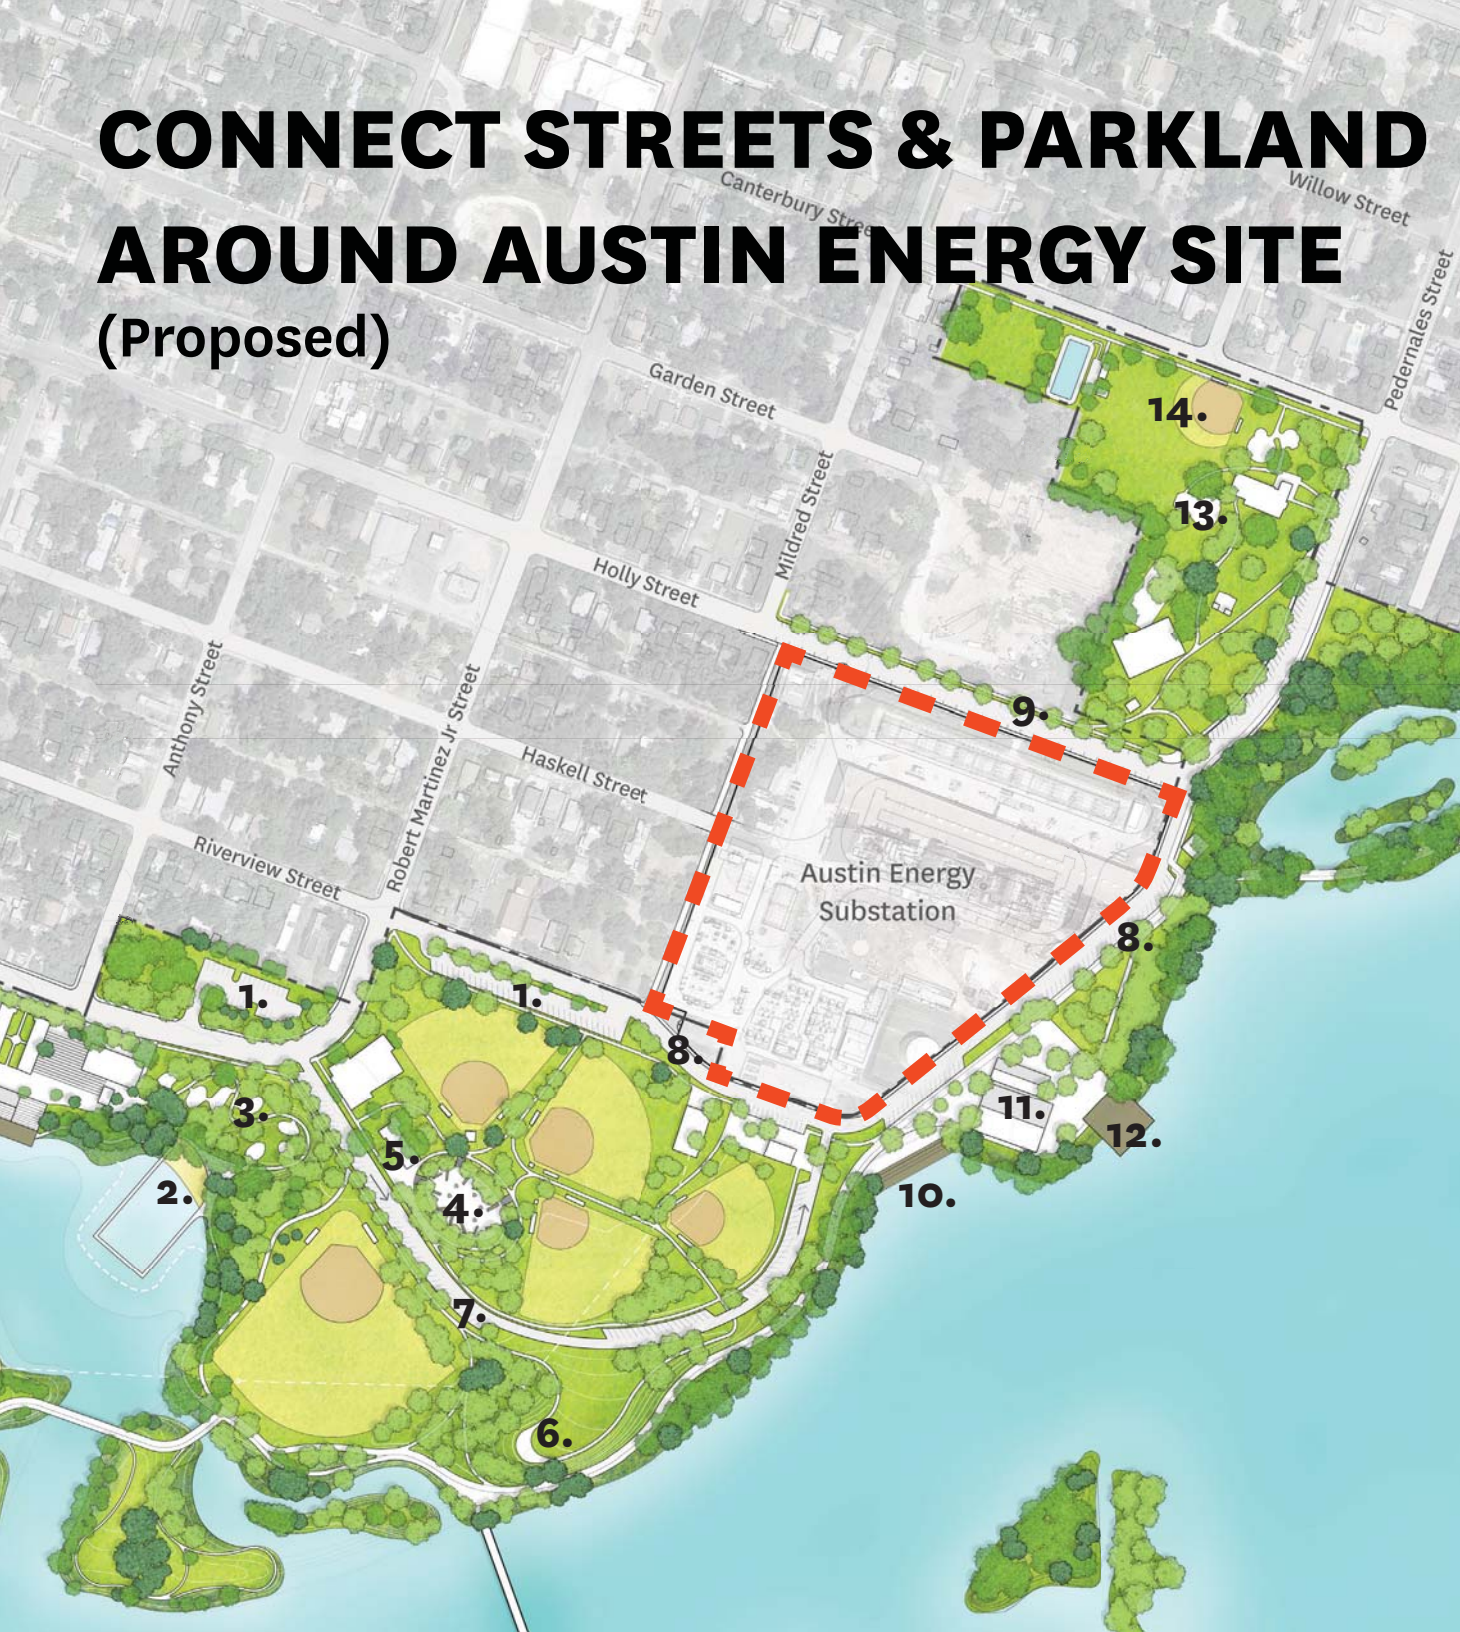 CONNECT STREETS & PARKLAND
AROUND AUSTIN ENERGY SITE
(Proposed)
Canterbury Street
Willow Street
Pedernales Street
Garden Street
Mildred Street
Holly Street
Anthony Street
Robert Martinez Jr Street
Haskell Street
Riverview Street
Austin Energy
Substation
14.
13.
9.
8.
1.
1.
8.
3.
5.
2.
4.
11.
12.
10.
7.
6.